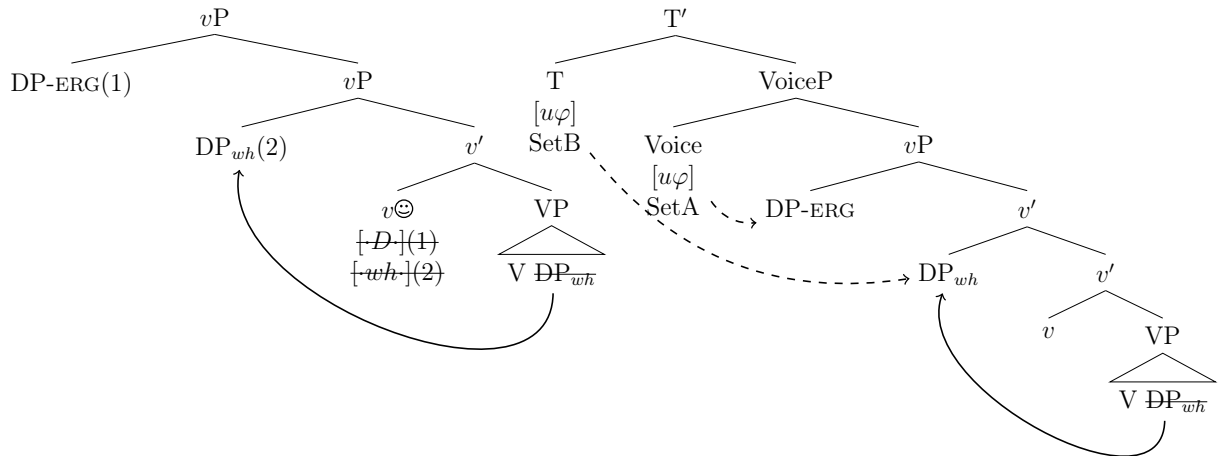 vP
DP-ERG(1) vP
DP_wh(2) v′
v☺ VP
[·D·](1)
[·wh·](2)
V DP_wh
T′
T VoiceP
[uφ]
SetB
Voice vP
[uφ]
SetA
DP-ERG v′
DP_wh v′
v VP
V DP_wh